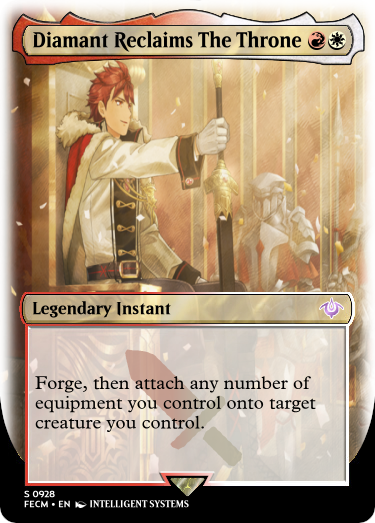 Diamant Reclaims The Throne
Legendary Instant
Forge, then attach any number of
equipment you control onto target
creature you control.
S 0928
FECM • EN INTELLIGENT SYSTEMS